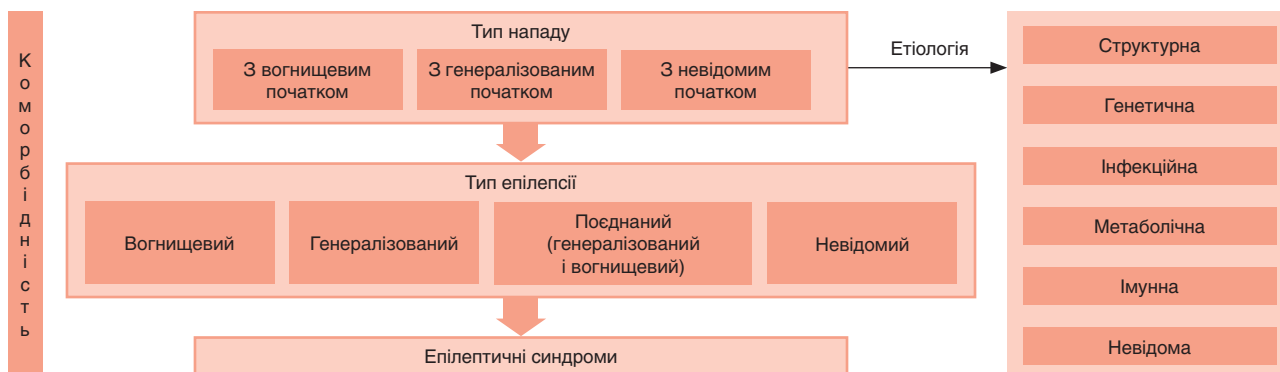 Коморбідність
Тип нападу
З вогнищевим
початком
З генералізованим
початком
З невідомим
початком
Етіологія
Структурна
Генетична
Інфекційна
Метаболічна
Імунна
Невідома
Тип епілепсії
Вогнищевий
Генералізований
Поєднаний
(генералізований
і вогнищевий)
Невідомий
Епілептичні синдроми